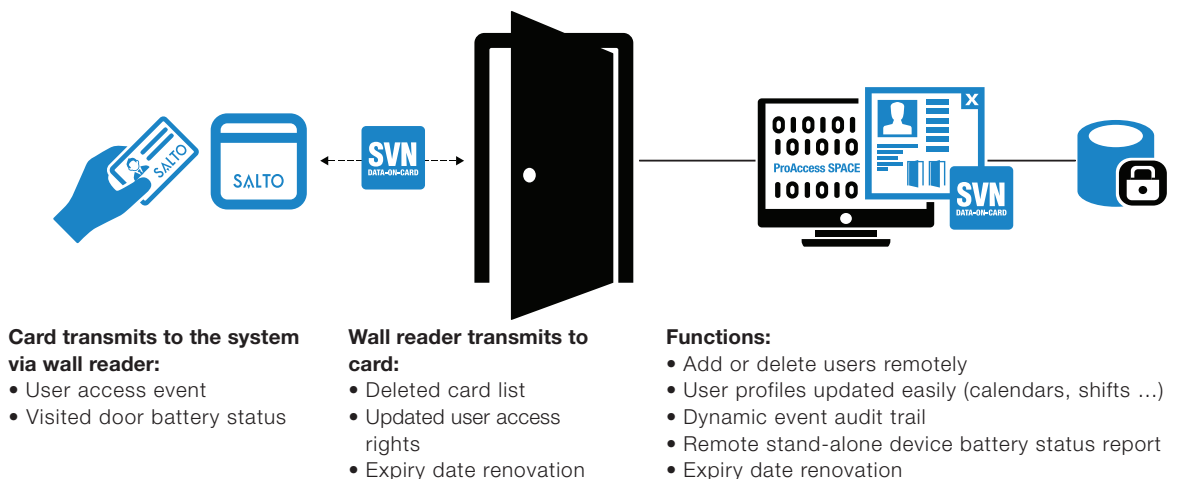 SALTO
SALTO
SVN
DATA-ON-CARD
010101
101010
ProAccess SPACE
101010
X
SVN
DATA-ON-CARD
Card transmits to the system
via wall reader:
• User access event
• Visited door battery status
Wall reader transmits to
card:
• Deleted card list
• Updated user access
rights
• Expiry date renovation
Functions:
• Add or delete users remotely
• User profiles updated easily (calendars, shifts ...)
• Dynamic event audit trail
• Remote stand-alone device battery status report
• Expiry date renovation